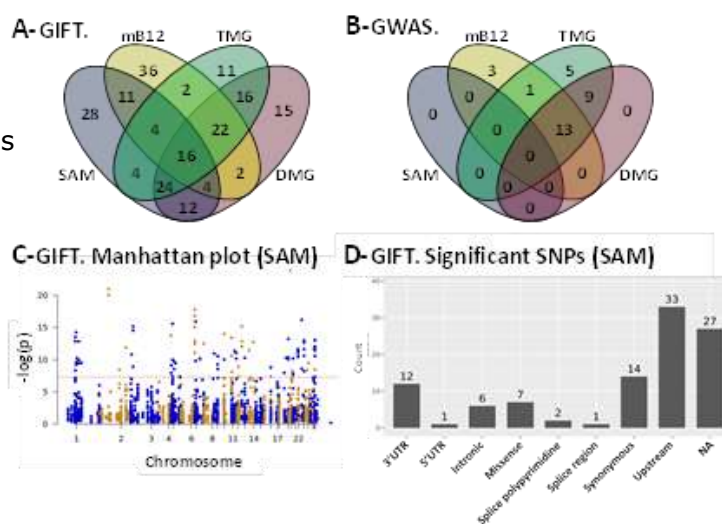 A- GIFT.
mB12
TMG
36
11
2
28
11
16
15
4
22
16
s
SAM
4
24
4
2
DMG
12
B- GWAS.
mB12
TMG
3
5
1
0
0
9
0
0
13
0
SAM
0
0
0
0
DMG
0
C-GIFT. Manhattan plot (SAM)
-log(p)
20
15
10
5
0
1 2 3 4 6 8 11 14 17 22
Chromosome
D-GIFT. Significant SNPs (SAM)
Count
12
1
6
7
2
1
14
33
27
3'UTR
5'UTR
Intronic
Missense
Splice polypyrimidine
Splice region
Synonymous
Upstream
NA